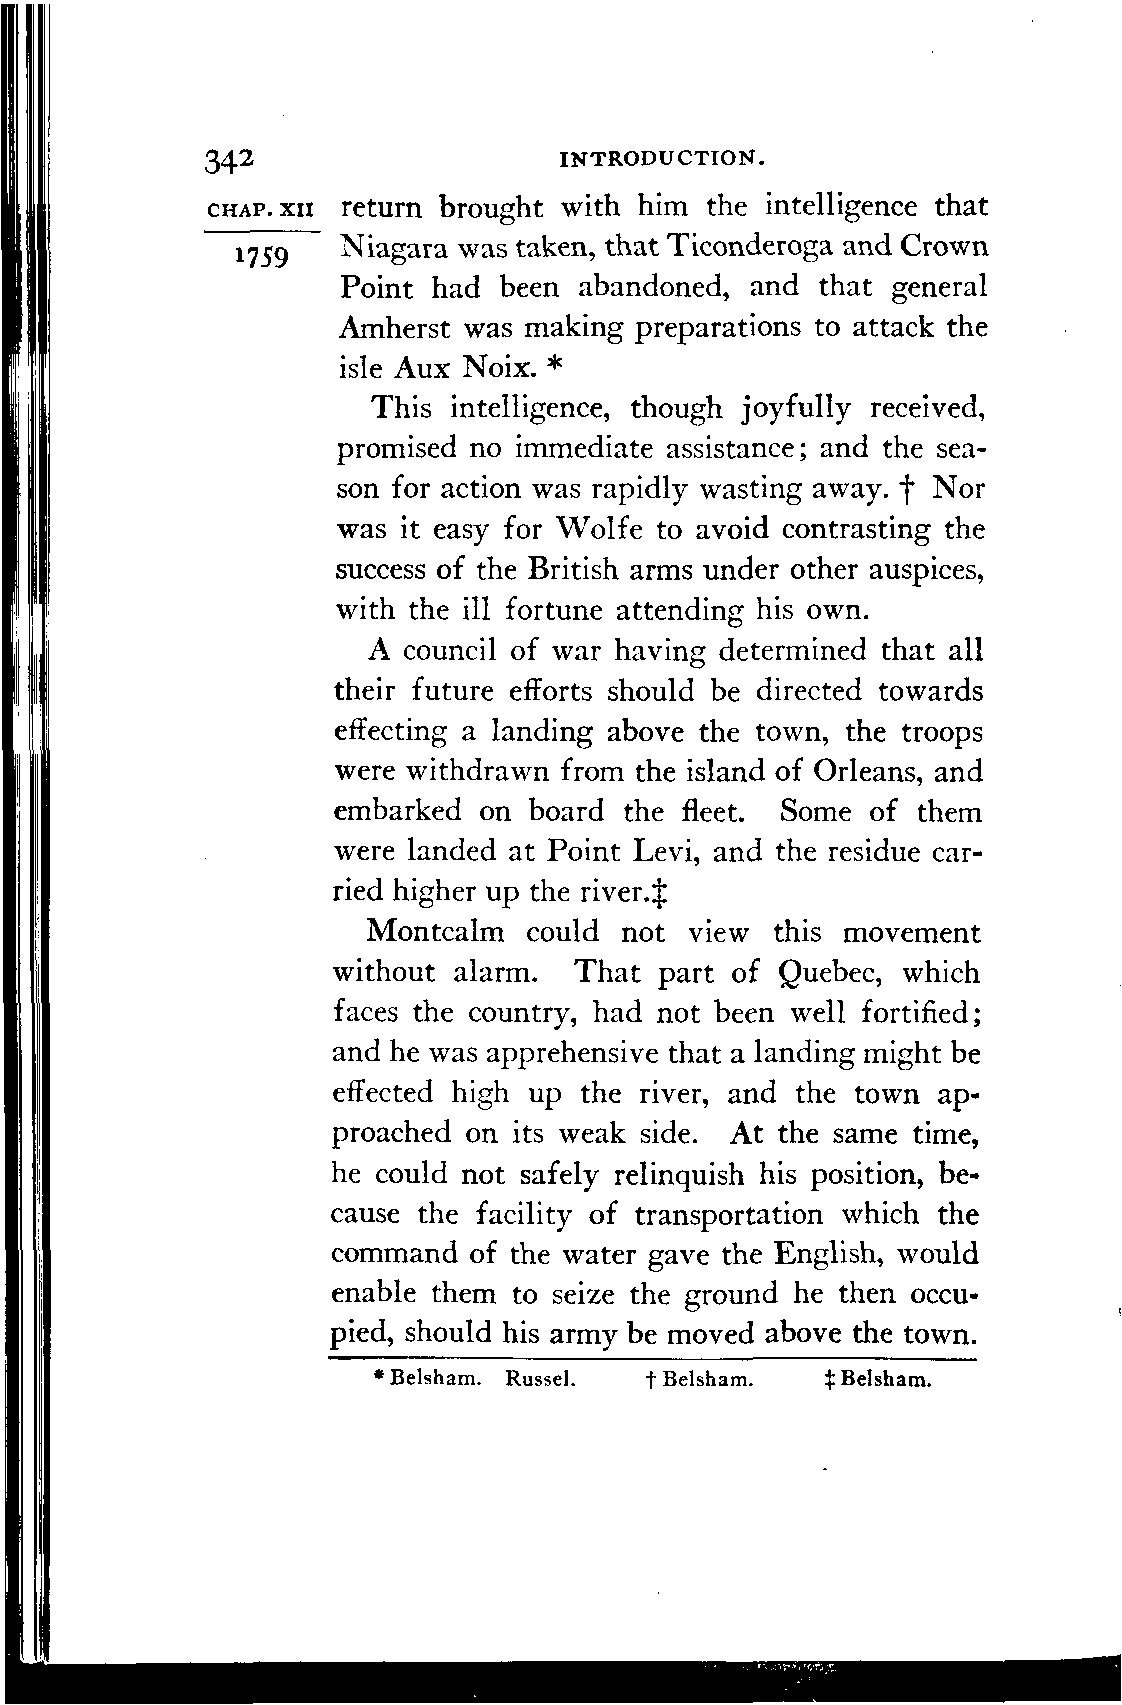 342 INTRODUCTION.
CHAP. XII return brought with him the intelligence that
1759 Niagara was taken, that Ticonderoga and Crown
Point had been abandoned, and that general
Amherst was making preparations to attack the
isle Aux Noix. *
This intelligence, though joyfully received,
promised no immediate assistance; and the sea-
son for action was rapidly wasting away. † Nor
was it easy for Wolfe to avoid contrasting the
success of the British arms under other auspices,
with the ill fortune attending his own.
A council of war having determined that all
their future efforts should be directed towards
effecting a landing above the town, the troops
were withdrawn from the island of Orleans, and
embarked on board the fleet. Some of them
were landed at Point Levi, and the residue car-
ried higher up the river.‡
Montcalm could not view this movement
without alarm. That part of Quebec, which
faces the country, had not been well fortified;
and he was apprehensive that a landing might be
effected high up the river, and the town ap-
proached on its weak side. At the same time,
he could not safely relinquish his position, be-
cause the facility of transportation which the
command of the water gave the English, would
enable them to seize the ground he then occu-
pied, should his army be moved above the town.
* Belsham. Russel. † Belsham. ‡ Belsham.